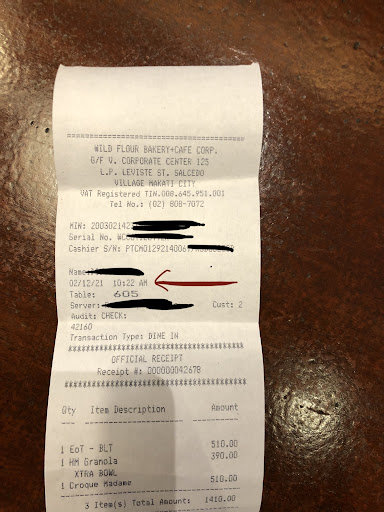 WILD FLOUR BAKERY+CAFE CORP.
G/F V. CORPORATE CENTER 125
L.P. LEVISTE ST. SALCEDO
VILLAGE MAKATI CITY
VAT Registered TIN.008.645.951.001
Tel No.: (02) 808-7072
MIN: 2003021423
Serial No.
Cashier S/N: PTCM0129214006
Name:
02/12/21 10:22 AM
Table: 605
Server: Cust: 2
Audit: CHECK:
42160
Transaction Type: DINE IN
OFFICIAL RECEIPT
Receipt #: 000000042678
Qty Item Description Amount
1 EoT - BLT 510.00
1 HM Granola 390.00
XTRA BOWL
1 Croque Madame 510.00
3 Item(s) Total Amount: 1410.00